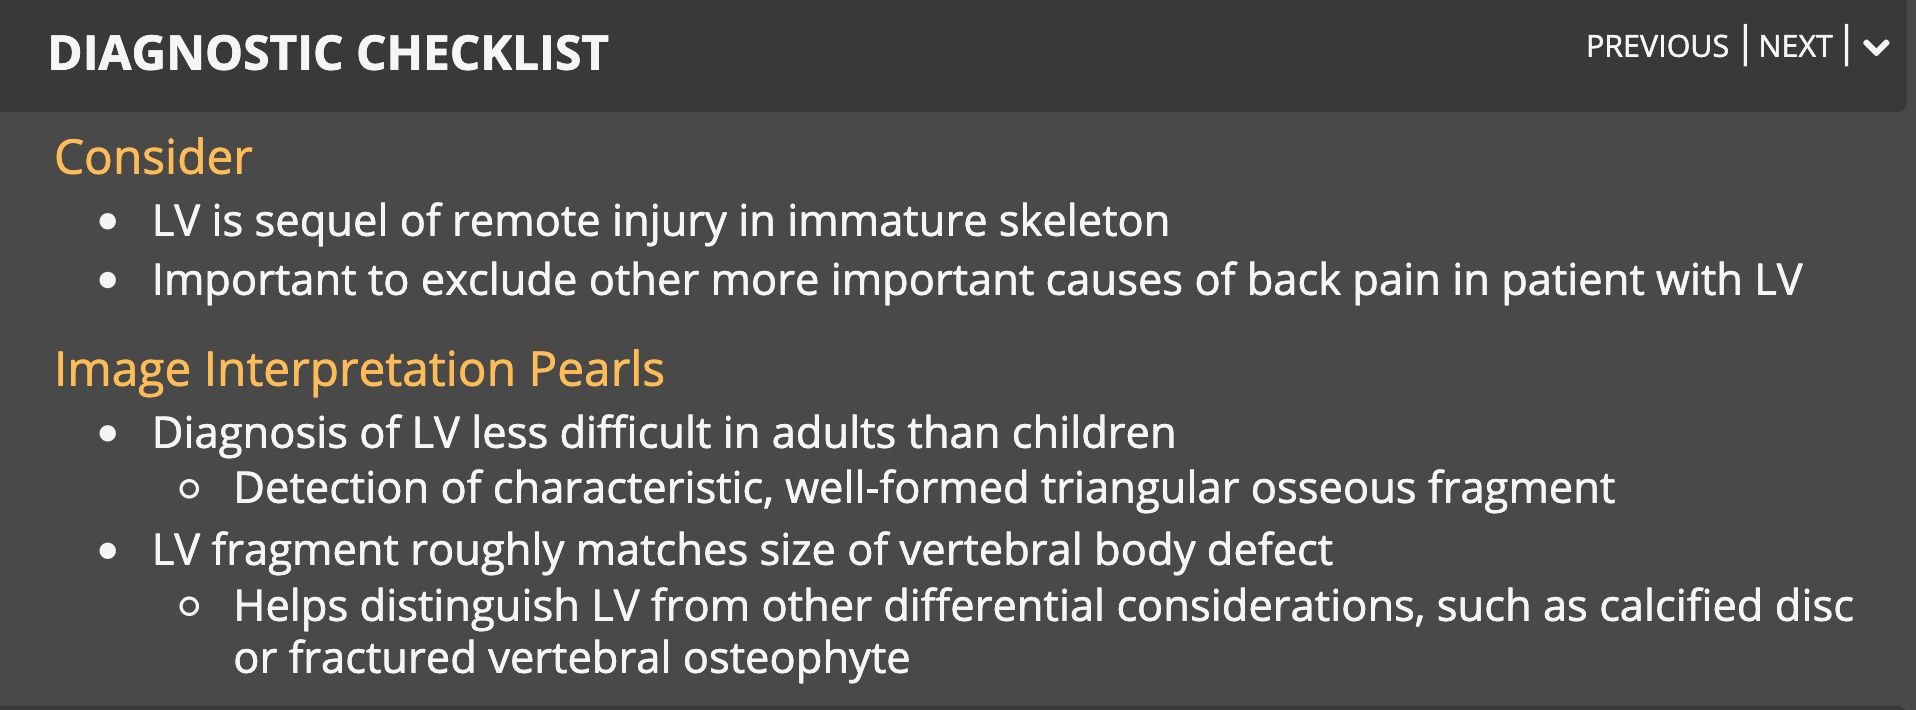 DIAGNOSTIC CHECKLIST
PREVIOUS | NEXT |
Consider
• LV is sequel of remote injury in immature skeleton
• Important to exclude other more important causes of back pain in patient with LV
Image Interpretation Pearls
• Diagnosis of LV less difficult in adults than children
○ Detection of characteristic, well-formed triangular osseous fragment
• LV fragment roughly matches size of vertebral body defect
○ Helps distinguish LV from other differential considerations, such as calcified disc
or fractured vertebral osteophyte